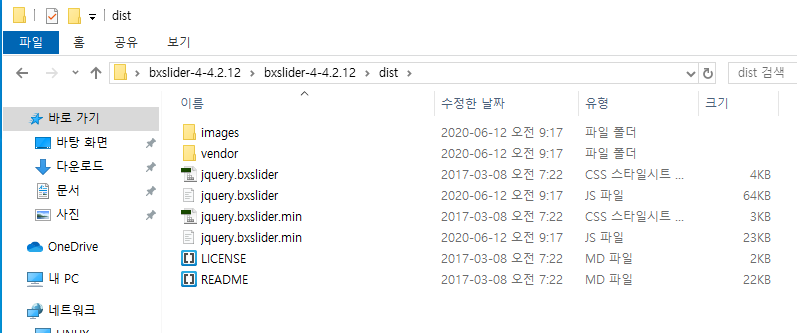 dist
파일 홈 공유 보기
bxslider-4-4.2.12 bxslider-4-4.2.12 dist dist 검색
이름 수정한 날짜 유형 크기
바로 가기
바탕 화면
다운로드
문서
사진
OneDrive
내 PC
네트워크
images 2020-06-12 오전 9:17 파일 폴더
vendor 2020-06-12 오전 9:17 파일 폴더
jquery.bxslider 2017-03-08 오전 7:22 CSS 스타일시트 ... 4KB
jquery.bxslider 2020-06-12 오전 9:17 JS 파일 64KB
jquery.bxslider.min 2017-03-08 오전 7:22 CSS 스타일시트 ... 3KB
jquery.bxslider.min 2020-06-12 오전 9:17 JS 파일 23KB
LICENSE 2017-03-08 오전 7:22 MD 파일 2KB
README 2017-03-08 오전 7:22 MD 파일 22KB